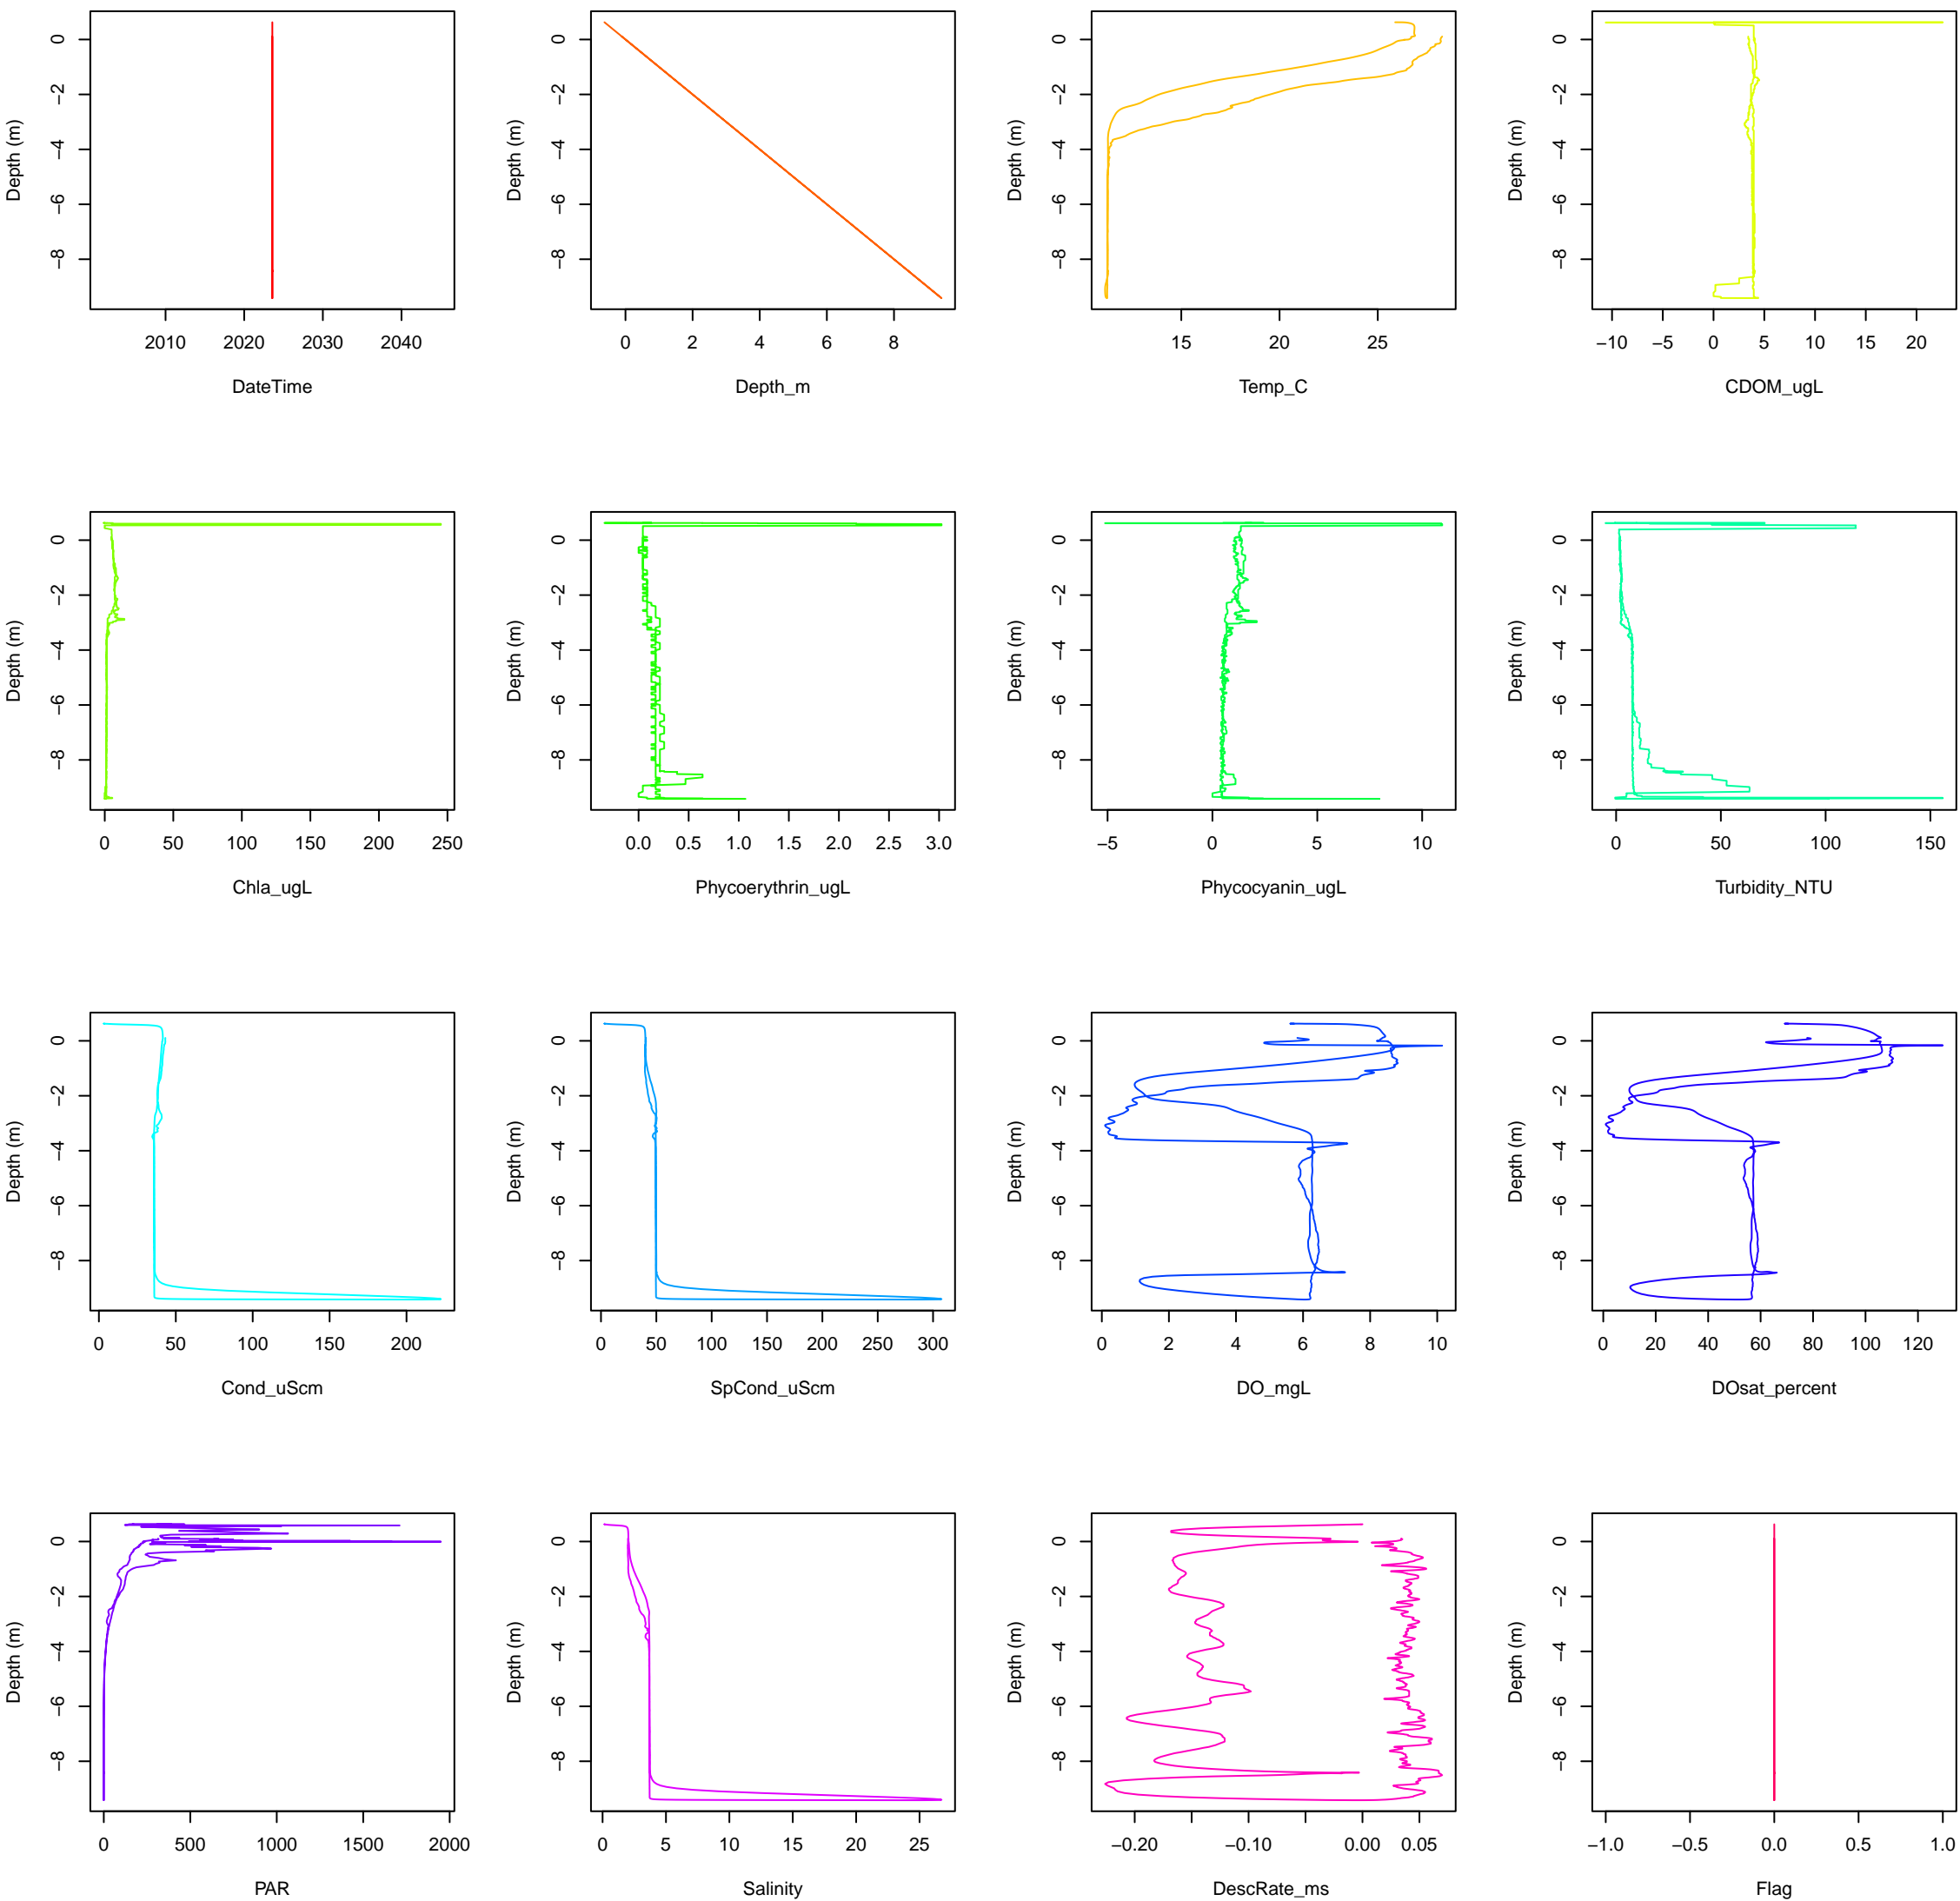 Depth (m)
0
−2
−4
−6
−8
2010 2020 2030 2040
DateTime
Depth (m)
0
−2
−4
−6
−8
0 2 4 6 8
Depth_m
Depth (m)
0
−2
−4
−6
−8
15 20 25
Temp_C
Depth (m)
0
−2
−4
−6
−8
−10 −5 0 5 10 15 20
CDOM_ugL
Depth (m)
0
−2
−4
−6
−8
0 50 100 150 200 250
Chla_ugL
Depth (m)
0
−2
−4
−6
−8
0.0 0.5 1.0 1.5 2.0 2.5 3.0
Phycoerythrin_ugL
Depth (m)
0
−2
−4
−6
−8
−5 0 5 10
Phycocyanin_ugL
Depth (m)
0
−2
−4
−6
−8
0 50 100 150
Turbidity_NTU
Depth (m)
0
−2
−4
−6
−8
0 50 100 150 200
Cond_uScm
Depth (m)
0
−2
−4
−6
−8
0 50 100 150 200 250 300
SpCond_uScm
Depth (m)
0
−2
−4
−6
−8
0 2 4 6 8 10
DO_mgL
Depth (m)
0
−2
−4
−6
−8
0 20 40 60 80 100 120
DOsat_percent
Depth (m)
0
−2
−4
−6
−8
0 500 1000 1500 2000
PAR
Depth (m)
0
−2
−4
−6
−8
0 5 10 15 20 25
Salinity
Depth (m)
0
−2
−4
−6
−8
−0.20 −0.10 0.00 0.05
DescRate_ms
Depth (m)
0
−2
−4
−6
−8
−1.0 −0.5 0.0 0.5 1.0
Flag